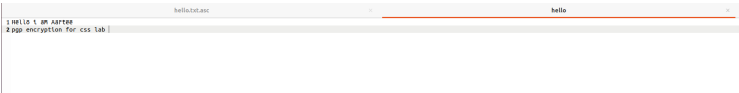 hello.txt.asc × hello ×
1 Hello i am Aartee
2 pgp encryption for css lab